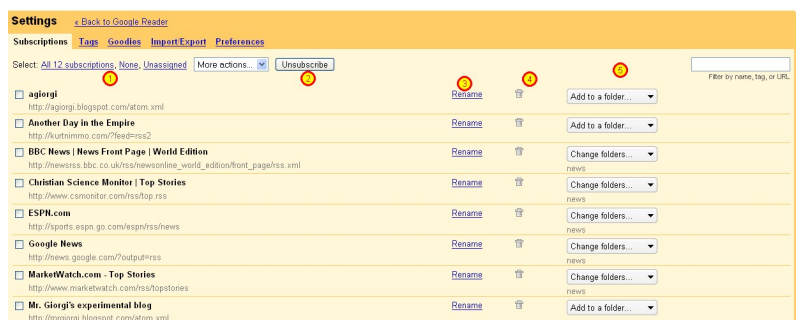 Settings « Back to Google Reader
Subscriptions Tags Goodies Import/Export Preferences
Select: All 12 subscriptions, None, Unassigned More actions... Unsubscribe
Filter by name, tag, or URL
1 2 3 4 5
agiorgi Rename Add to a folder...
http://agiorgi.blogspot.com/atom.xml
Another Day in the Empire Rename Add to a folder...
http://kurtnimmo.com/?feed=rss2
BBC News | News Front Page | World Edition Rename Change folders...
http://newsrss.bbc.co.uk/rss/newsonline_world_edition/front_page/rss.xml news
Christian Science Monitor | Top Stories Rename Change folders...
http://www.csmonitor.com/rss/top.rss news
ESPN.com Rename Change folders...
http://sports.espn.go.com/espn/rss/news news
Google News Rename Change folders...
http://news.google.com/?output=rss news
MarketWatch.com - Top Stories Rename Change folders...
http://www.marketwatch.com/rss/topstories news
Mr. Giorgi's experimental blog Rename Add to a folder...
http://mrgiorgi.blogspot.com/atom.xml